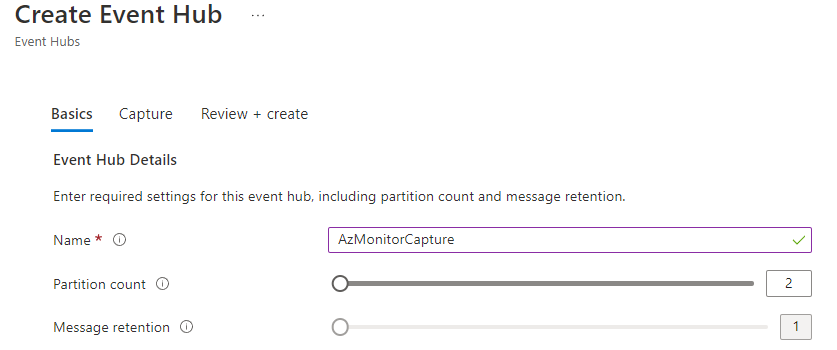 Create Event Hub ...
Event Hubs
Basics Capture Review + create
Event Hub Details
Enter required settings for this event hub, including partition count and message retention.
Name * AzMonitorCapture
Partition count 2
Message retention 1